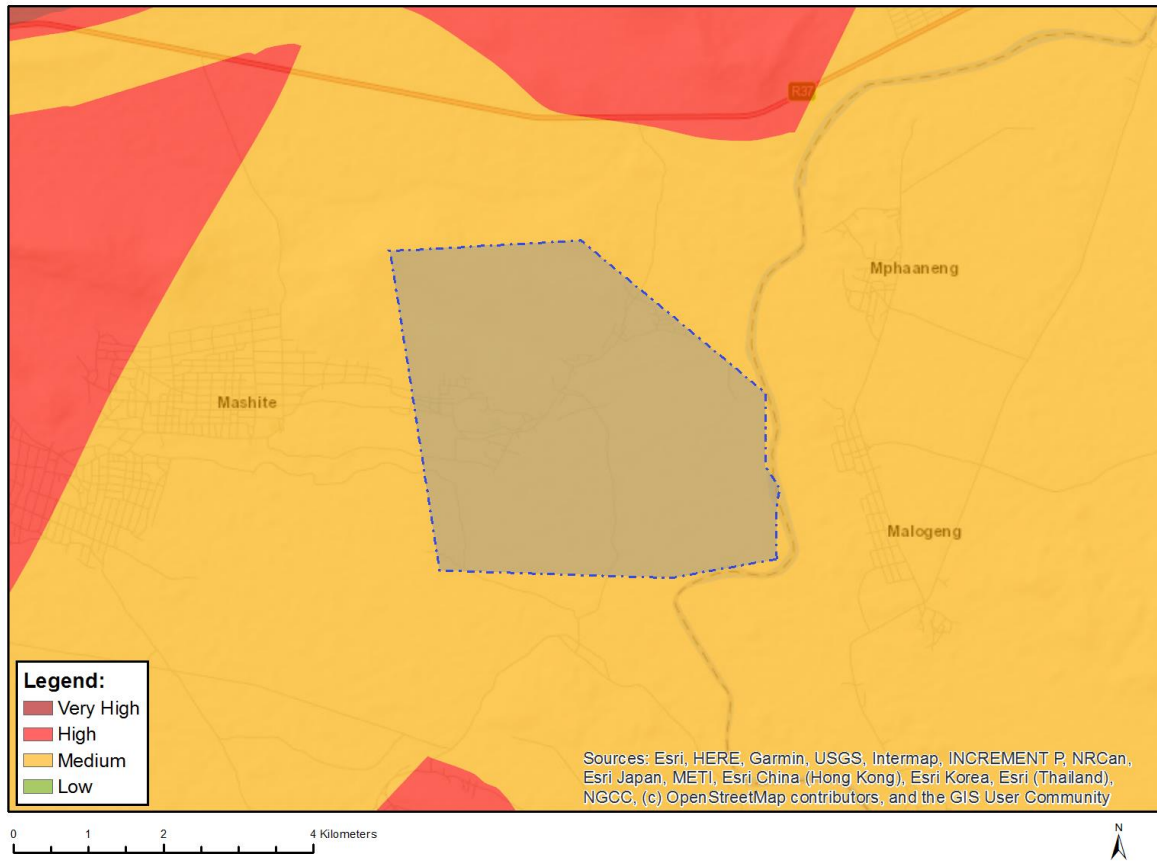 R37
Mphaaneng
Mashite
Malogeng
Legend:
Very High
High
Medium
Low
Sources: Esri, HERE, Garmin, USGS, Intermap, INCREMENT P, NRCan,
Esri Japan, METI, Esri China (Hong Kong), Esri Korea, Esri (Thailand),
NGCC, (c) OpenStreetMap contributors, and the GIS User Community
0 1 2 4 Kilometers
N